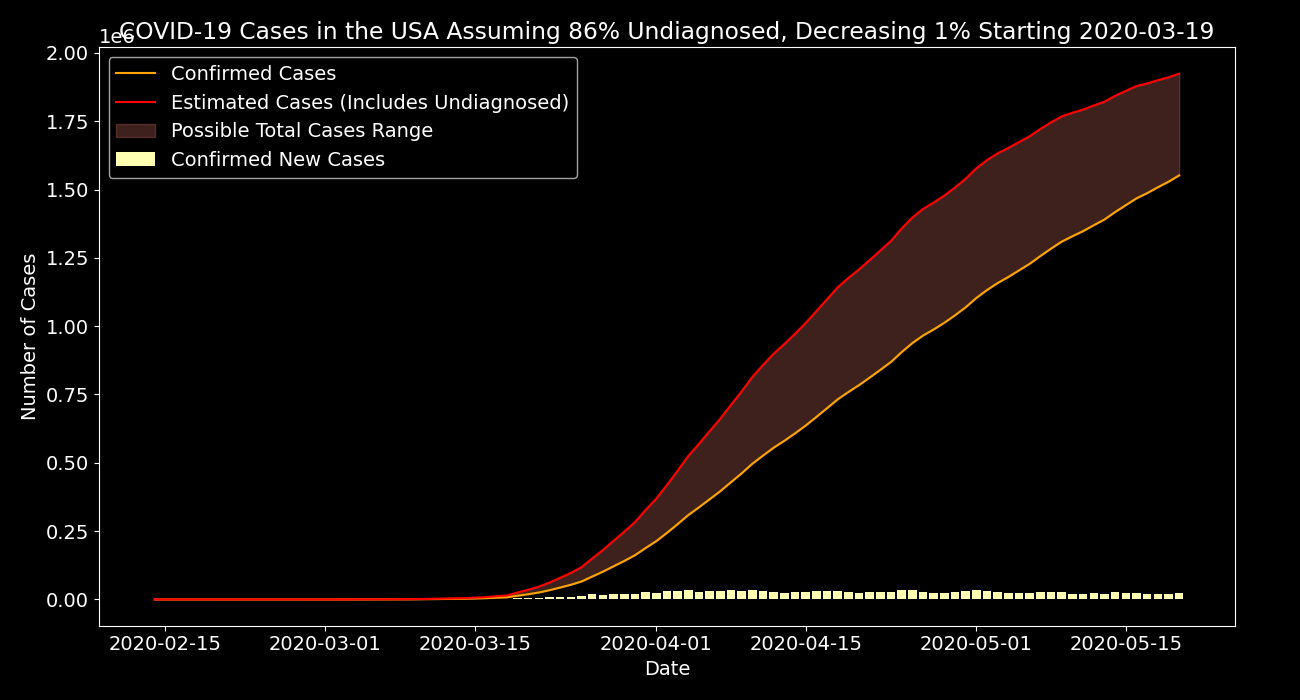 COVID-19 Cases in the USA Assuming 86% Undiagnosed, Decreasing 1% Starting 2020-03-19
1e6
2.00
1.75
1.50
1.25
1.00
0.75
0.50
0.25
0.00
Number of Cases
Confirmed Cases
Estimated Cases (Includes Undiagnosed)
Possible Total Cases Range
Confirmed New Cases
2020-02-15 2020-03-01 2020-03-15 2020-04-01 2020-04-15 2020-05-01 2020-05-15
Date